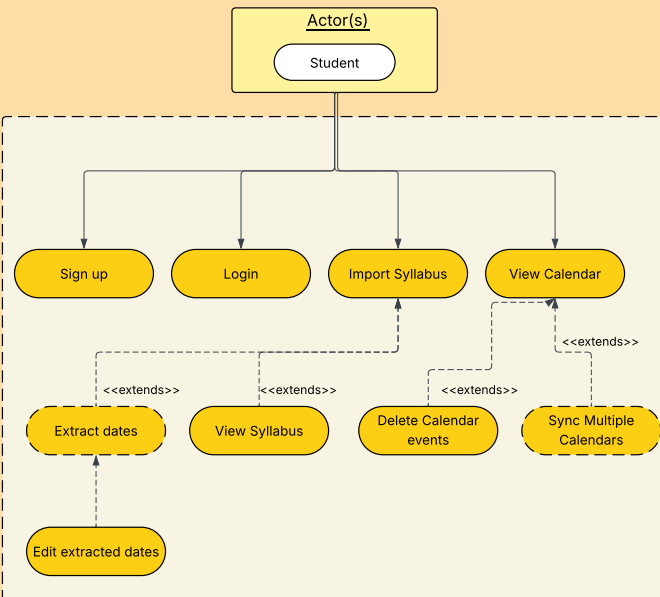 Actor(s)
Student
Sign up
Login
Import Syllabus
View Calendar
<<extends>>
<<extends>>
<<extends>>
<<extends>>
Extract dates
View Syllabus
Delete Calendar
events
Sync Multiple
Calendars
Edit extracted dates